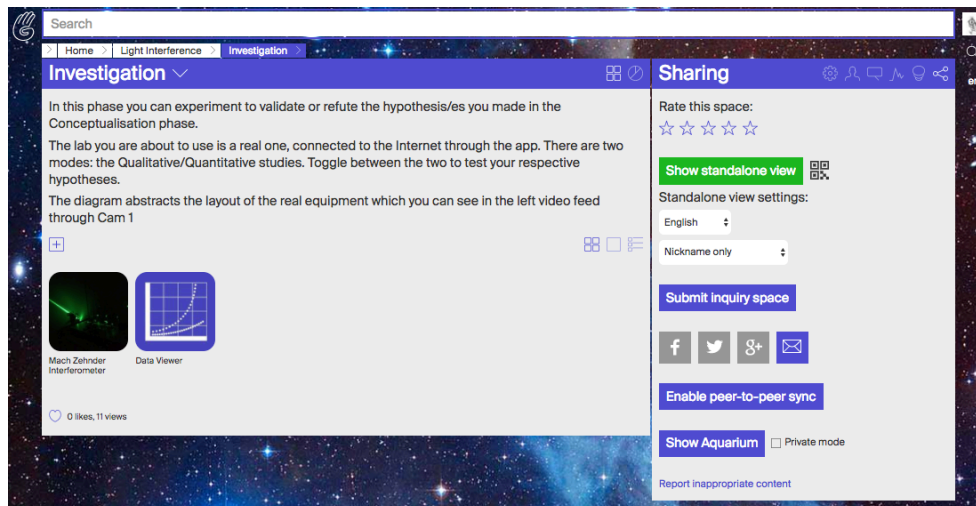 Search
Home
Light Interference
Investigation
Investigation
In this phase you can experiment to validate or refute the hypothesis/es you made in the
Conceptualisation phase.
The lab you are about to use is a real one, connected to the Internet through the app. There are two
modes: the Qualitative/Quantitative studies. Toggle between the two to test your respective
hypotheses.
The diagram abstracts the layout of the real equipment which you can see in the left video feed
through Cam 1
Mach Zehnder
Interferometer
Data Viewer
0 likes, 11 views
Sharing
Rate this space:
Show standalone view
Standalone view settings:
English
Nickname only
Submit inquiry space
f
g+
Enable peer-to-peer sync
Show Aquarium
Private mode
Report inappropriate content